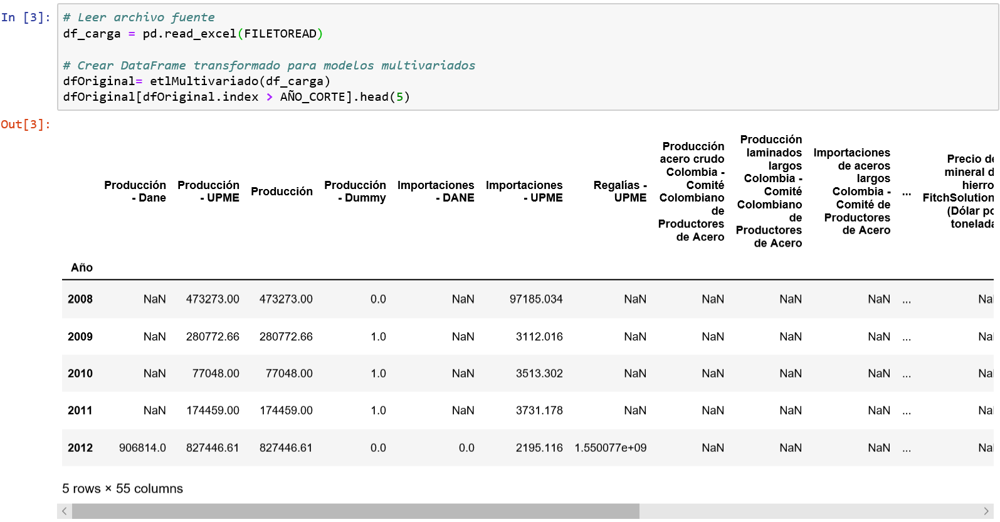 In [3]:
# Leer archivo fuente
df_carga = pd.read_excel(FILETOREAD)
# Crear DataFrame transformado para modelos multivariados
dfOriginal= etlMultivariado(df_carga)
dfOriginal[dfOriginal.index > AÑO_CORTE].head(5)
Out[3]:
Producción
- Dane
Producción
- UPME
Producción
Producción
- Dummy
Importaciones
- DANE
Importaciones
- UPME
Regalías -
UPME
Producción
acero crudo
Colombia -
Comité
Colombiano
de
Productores
de Acero
Producción
laminados
largos
Colombia -
Comité
Colombiano
de
Productores
de Acero
Importaciones
de aceros
largos
Colombia -
Comité de
Productores
de Acero
...
Precio de
mineral d
hierro
FitchSolution
(Dólar po
tonelada
Año
2008 NaN 473273.00 473273.00 0.0 NaN 97185.034 NaN NaN NaN NaN ... Na
2009 NaN 280772.66 280772.66 1.0 NaN 3112.016 NaN NaN NaN NaN ... Na
2010 NaN 77048.00 77048.00 1.0 NaN 3513.302 NaN NaN NaN NaN ... Na
2011 NaN 174459.00 174459.00 1.0 NaN 3731.178 NaN NaN NaN NaN ... Na
2012 906814.0 827446.61 827446.61 0.0 0.0 2195.116 1.550077e+09 NaN NaN NaN ... Na
5 rows × 55 columns